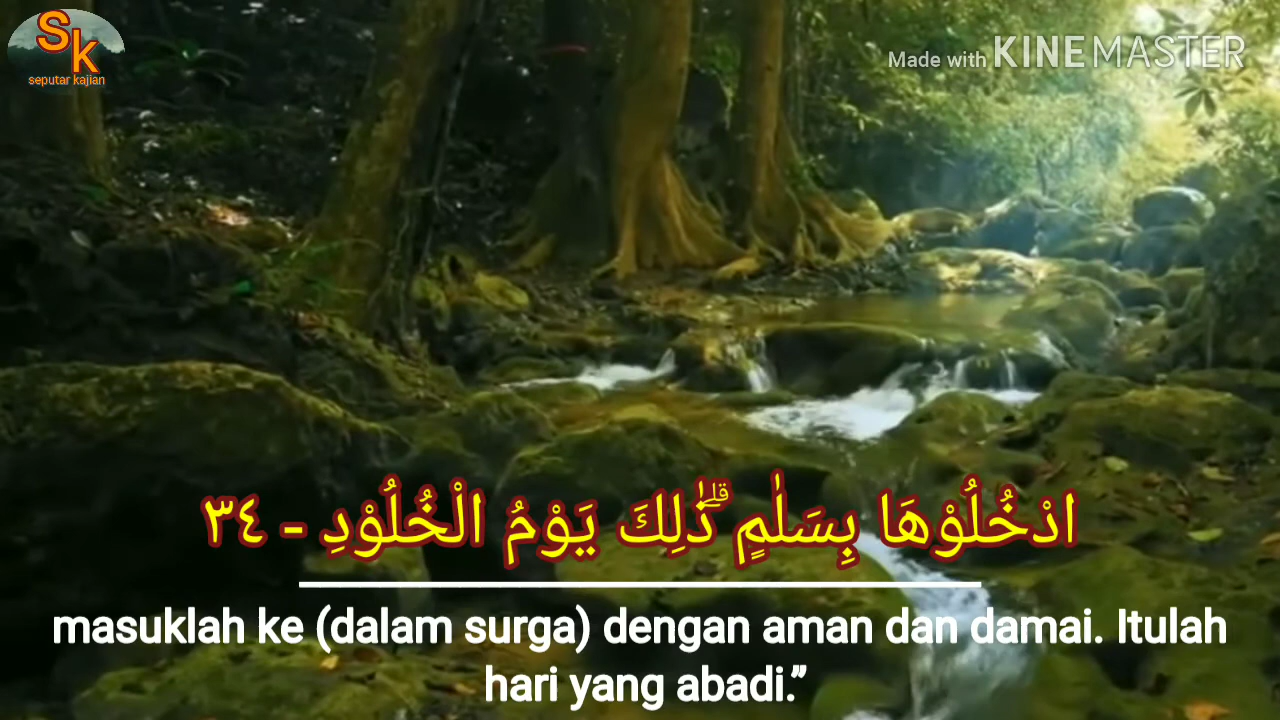 SK
seputar kajian
Made with KINEMASTER
ادْخُلُوْهَا بِسَلٰمٍ ۗذٰلِكَ يَوْمُ الْخُلُوْدِ - ٣٤
masuklah ke (dalam surga) dengan aman dan damai. Itulah
hari yang abadi.”